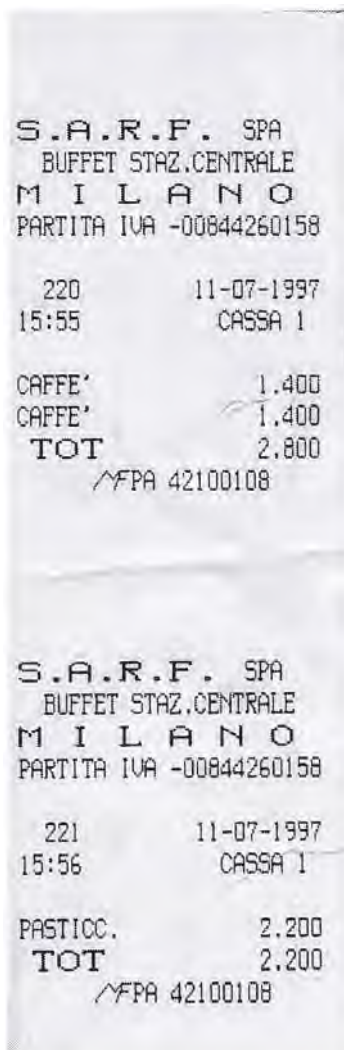 S.A.R.F. SPA
BUFFET STAZ.CENTRALE
MILANO
PARTITA IVA -00844260158
220 11-07-1997
15:55 CASSA 1
CAFFE' 1.400
CAFFE' 1.400
TOT 2.800
MFPA 42100108
S.A.R.F. SPA
BUFFET STAZ.CENTRALE
MILANO
PARTITA IVA -00844260158
221 11-07-1997
15:56 CASSA 1
PASTICC. 2.200
TOT 2.200
MFPA 42100108